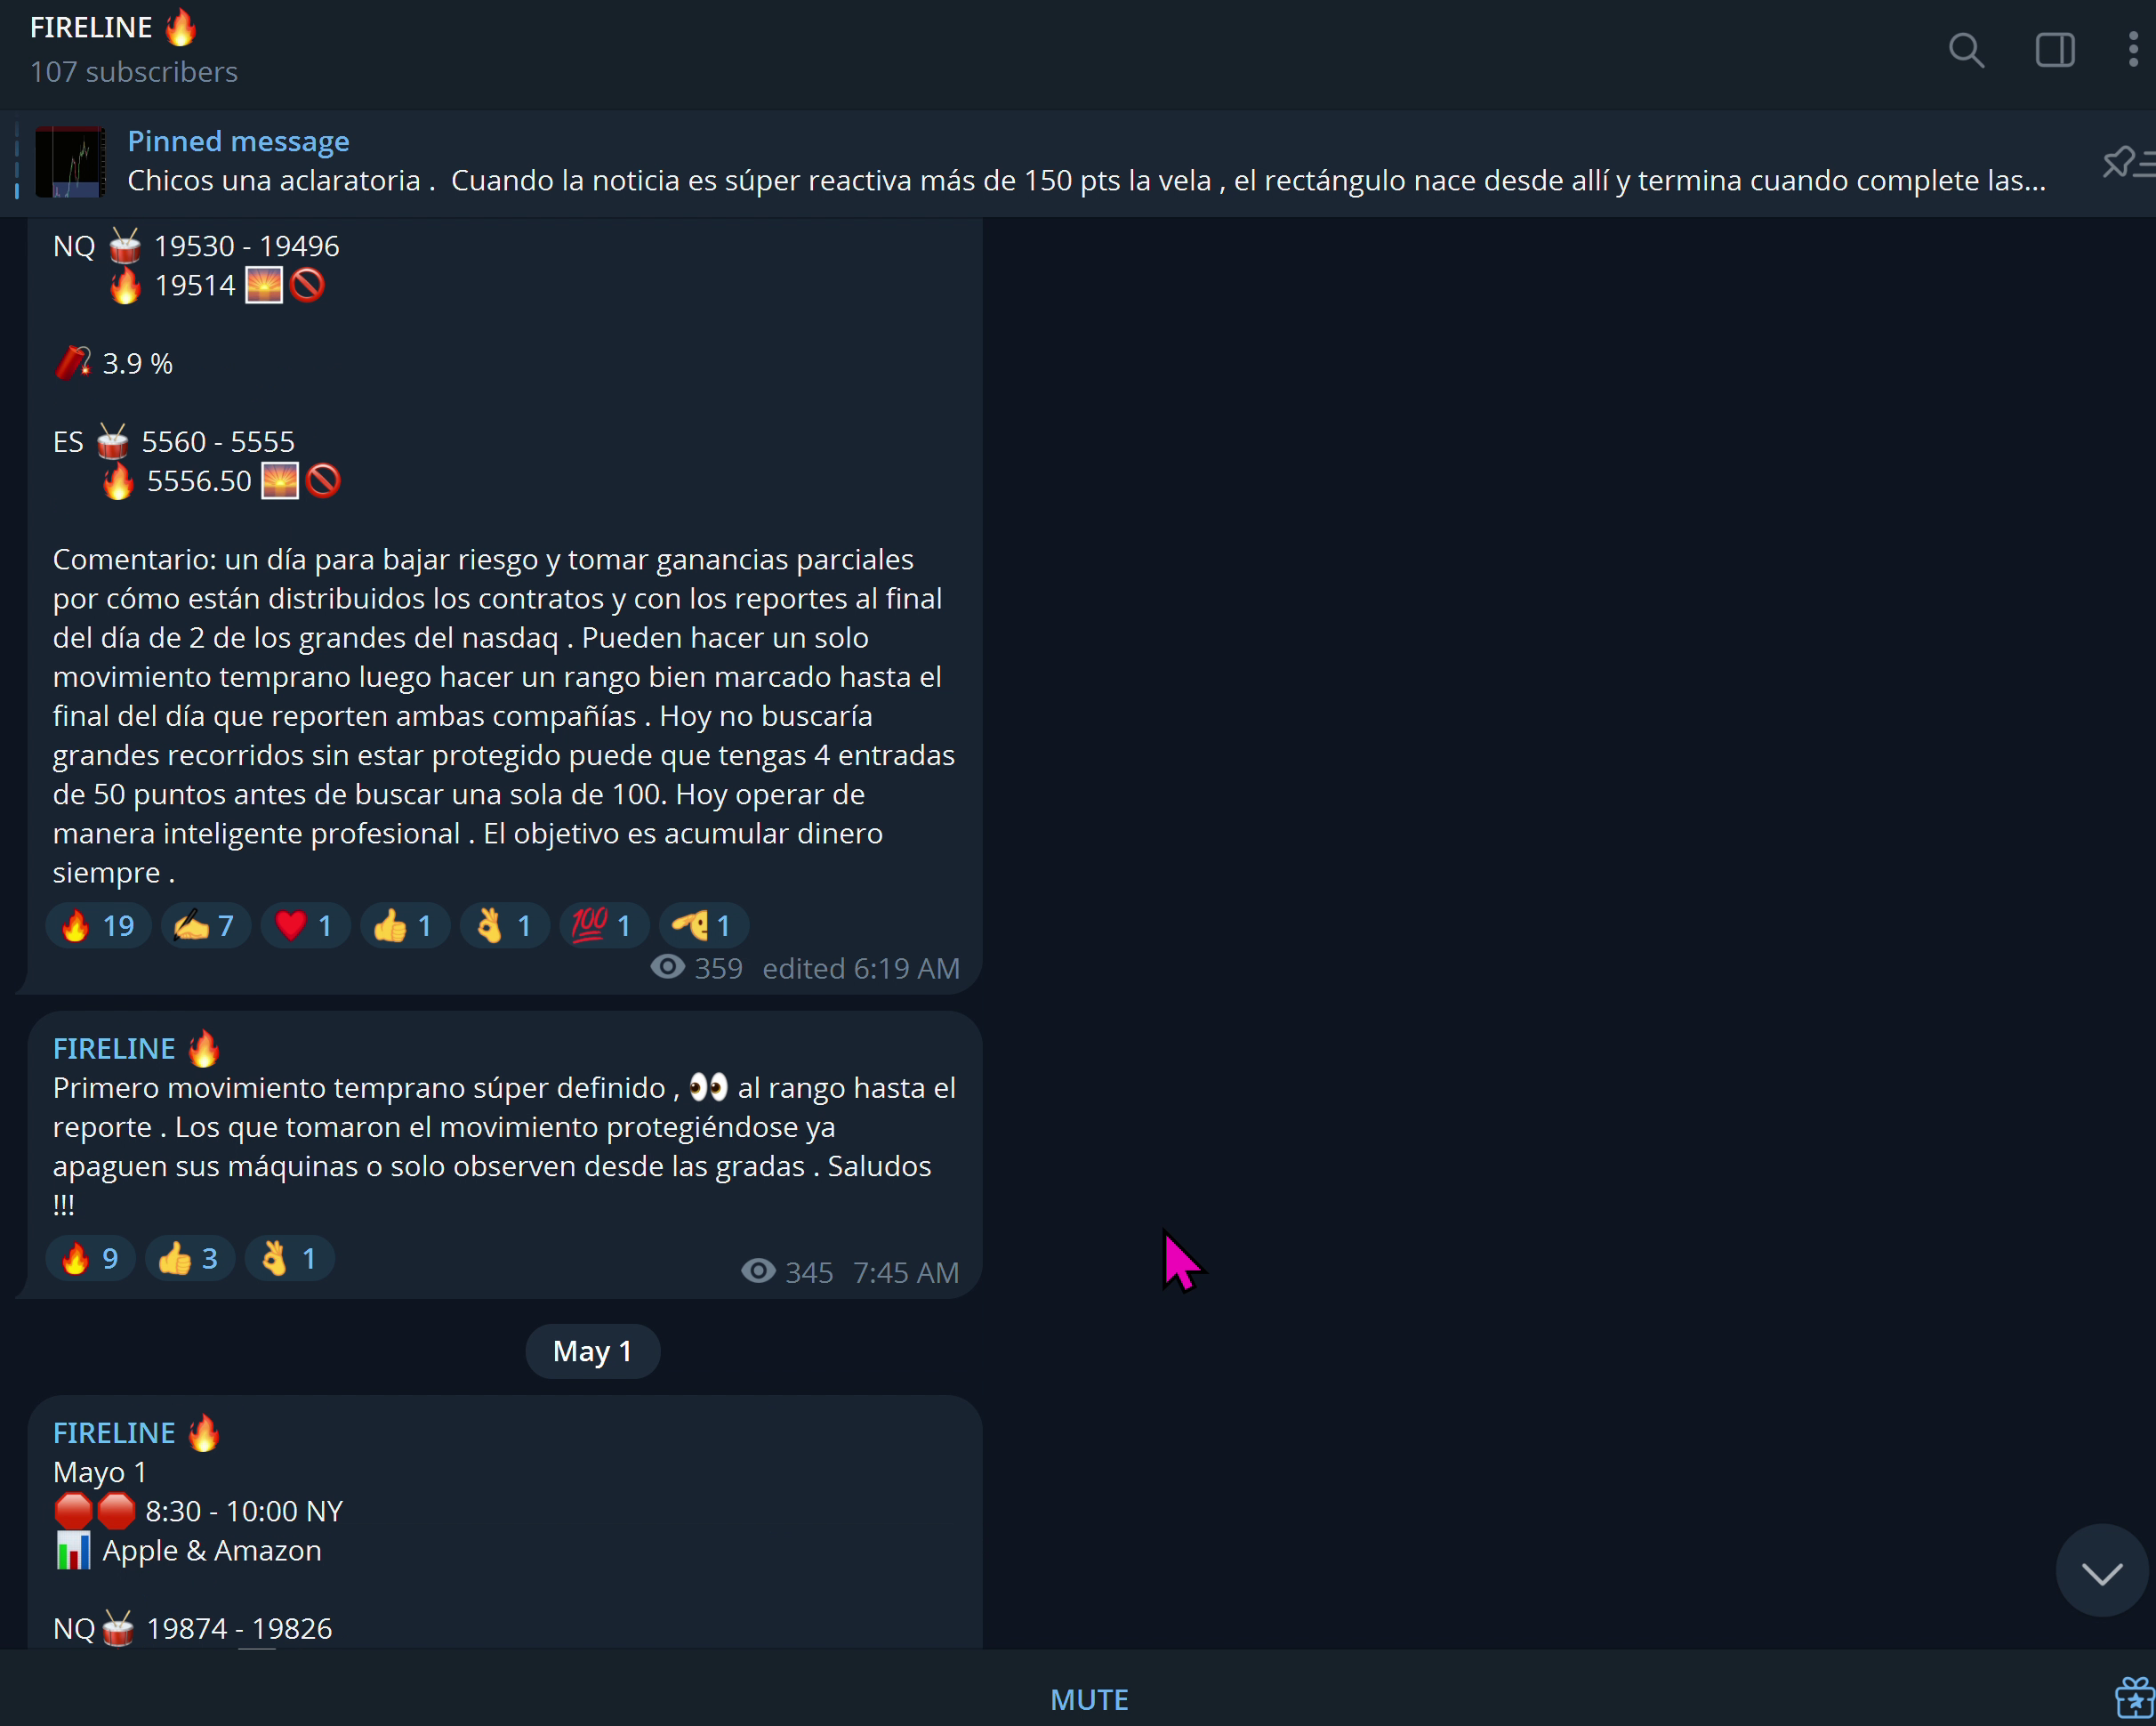 FIRELINE 🔥
107 subscribers
Pinned message
Chicos una aclaratoria .  Cuando la noticia es súper reactiva más de 150 pts la vela , el rectángulo nace desde allí y termina cuando complete las...
NQ 🥁 19530 - 19496
🔥 19514 🌅🚫
🧨 3.9 %
ES 🥁 5560 - 5555
🔥 5556.50 🌅🚫
Comentario: un día para bajar riesgo y tomar ganancias parciales
por cómo están distribuidos los contratos y con los reportes al final
del día de 2 de los grandes del nasdaq . Pueden hacer un solo
movimiento temprano luego hacer un rango bien marcado hasta el
final del día que reporten ambas compañías . Hoy no buscaría
grandes recorridos sin estar protegido puede que tengas 4 entradas
de 50 puntos antes de buscar una sola de 100. Hoy operar de
manera inteligente profesional . El objetivo es acumular dinero
siempre .
🔥 19 ✍️ 7 ❤️ 1 👍 1 👌 1 💯 1 🫡 1
359 edited 6:19 AM
FIRELINE 🔥
Primero movimiento temprano súper definido , 👀 al rango hasta el
reporte . Los que tomaron el movimiento protegiéndose ya
apaguen sus máquinas o solo observen desde las gradas . Saludos
!!!
🔥 9 👍 3 👌 1
345 7:45 AM
May 1
FIRELINE 🔥
Mayo 1
🛑🛑 8:30 - 10:00 NY
📊 Apple & Amazon
NQ🥁 19874 - 19826
MUTE